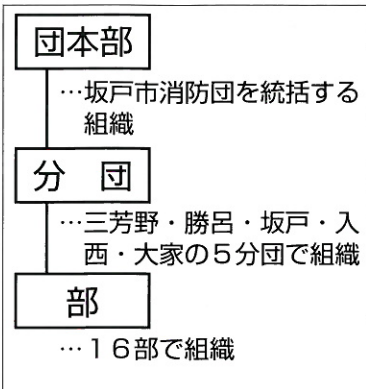 団本部
…坂戸市消防団を統括する
組織
分　団
…三芳野・勝呂・坂戸・入
西・大家の５分団で組織
部
…１６部で組織